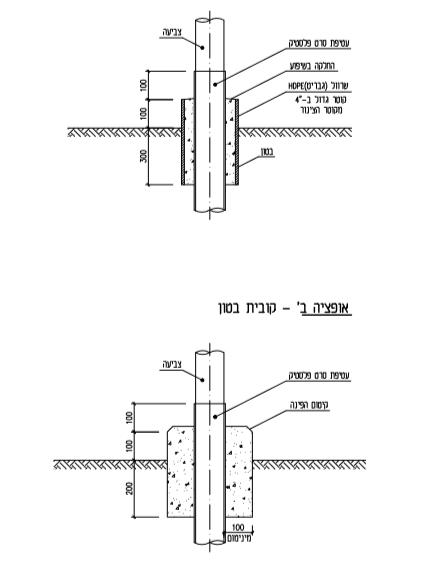 צביעה
עטיפת סרט פלסטיק
החלקה בשיפוע
שרוול (גבריט)HDPE
קוטר גדול ב-"4
מקוטר הצינור
בטון
100
100
300
אופציה ב' - קובית בטון
צביעה
עטיפת סרט פלסטיק
קיטום הפינה
100
100
200
100
מינימום